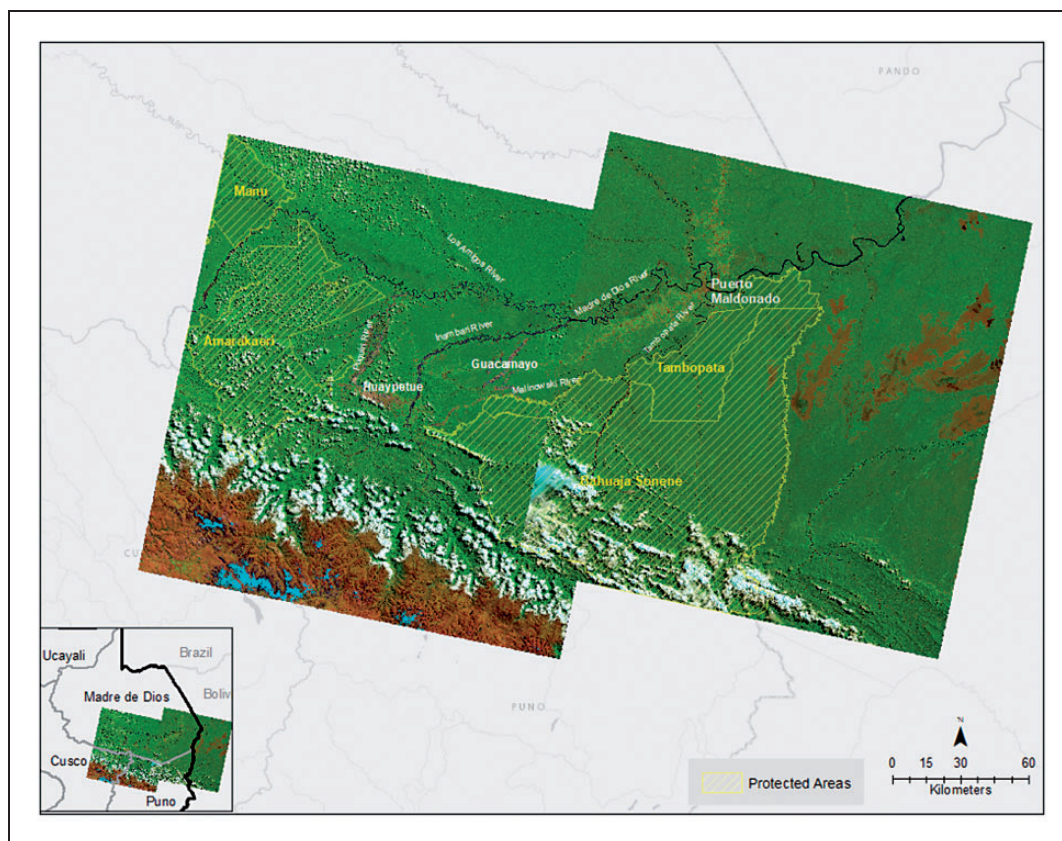 PANDO
Manu
Los Amigos River
Madre de Dios River
Puerto
Maldonado
Amarakaeri
Inambari River
Tambopata River
Guacamayo
Huaypetue
Malinowski River
Tambopata
Bahuaja Sonene
PUNO
Ucayali
Brazil
Madre de Dios
Boliv
Cusco
Puno
Protected Areas
N
0 15 30 60
Kilometers